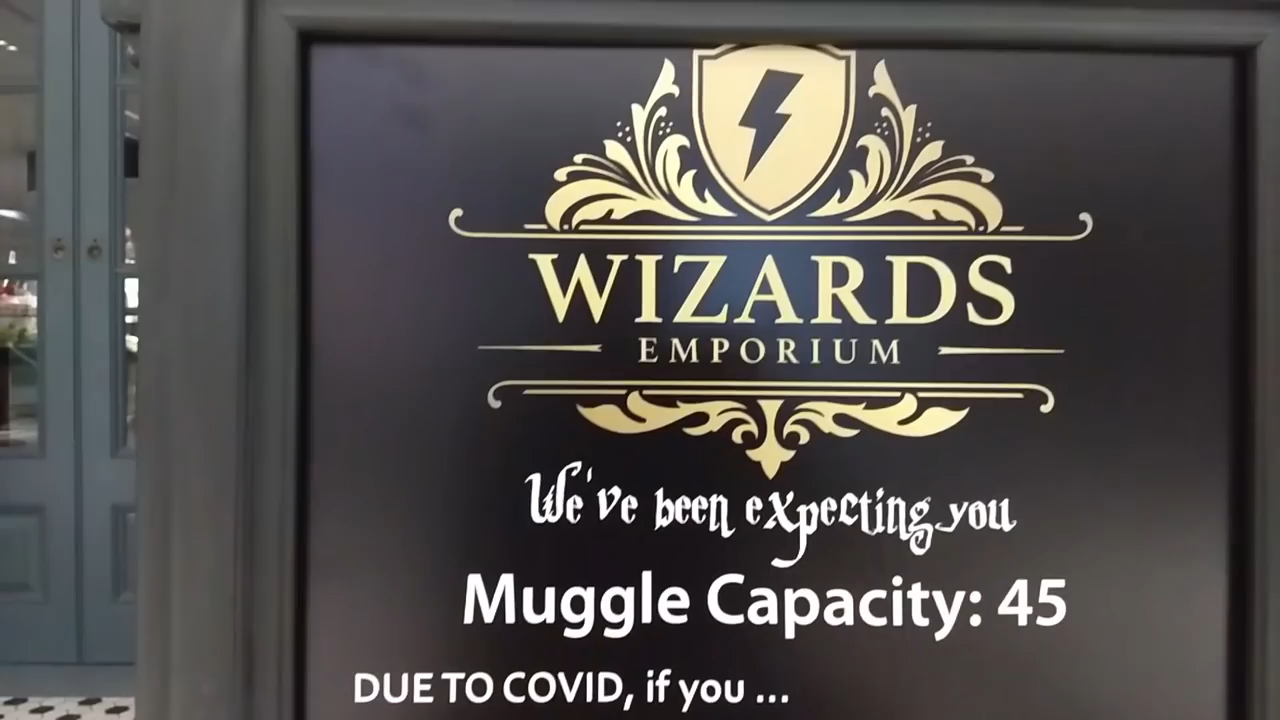 WIZARDS
EMPORIUM
We've been expecting you
Muggle Capacity: 45
DUE TO COVID, if you ...